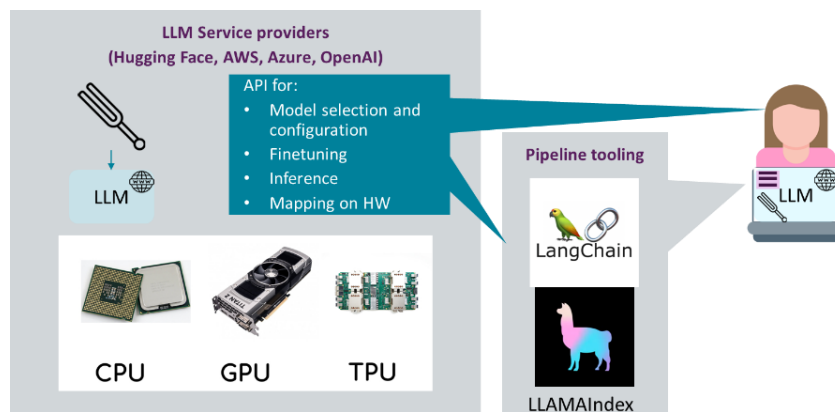 LLM Service providers
(Hugging Face, AWS, Azure, OpenAI)
API for:
• Model selection and
configuration
• Finetuning
• Inference
• Mapping on HW
LLM
TITAN Z
CPU
GPU
TPU
Pipeline tooling
LangChain
LLAMAIndex
LLM